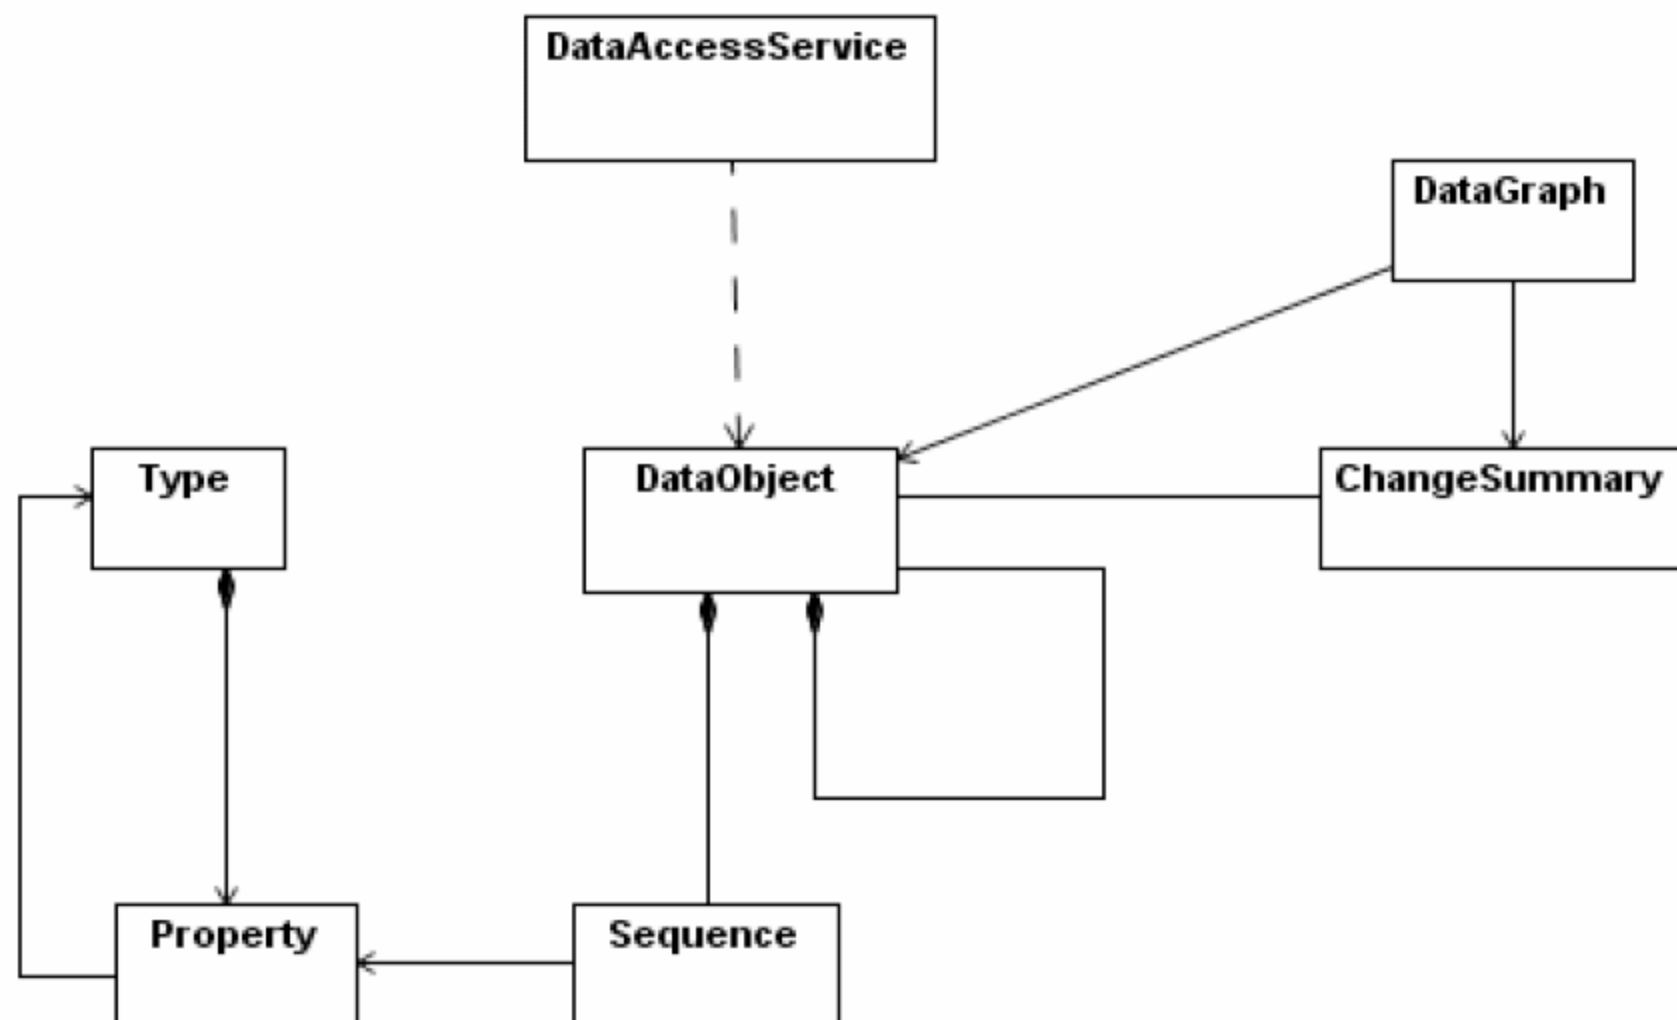 DataAccessService
DataGraph
Type
DataObject
ChangeSummary
Property
Sequence